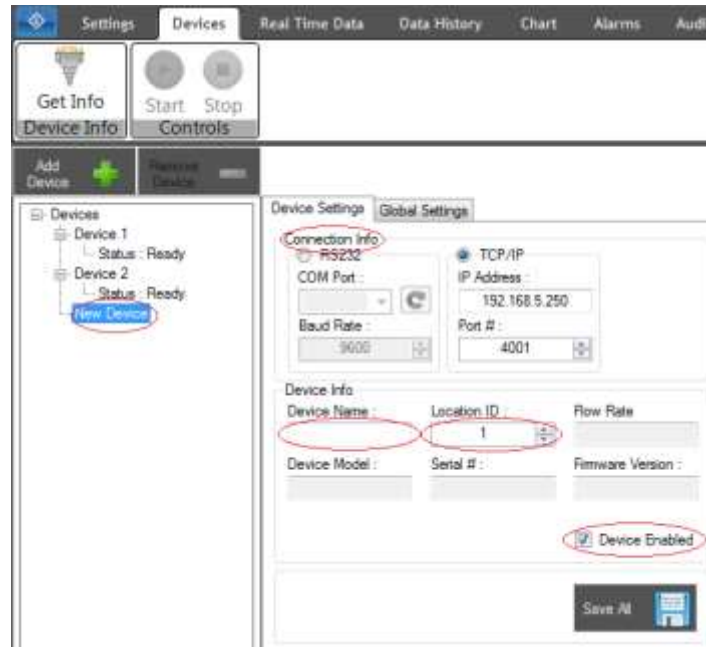 Settings Devices Real Time Data Data History Chart Alarms Audi
Get Info Start Stop
Device Info Controls
Add Device Remove Device
Devices
Device 1
Status : Ready
Device 2
Status : Ready
New Device
Device Settings Global Settings
Connection Info
RS232 TCP/IP
COM Port : IP Address :
192.168.5.250
Baud Rate : Port # :
9600 4001
Device Info
Device Name : Location ID : Flow Rate
1
Device Model : Serial # : Firmware Version :
Device Enabled
Save All